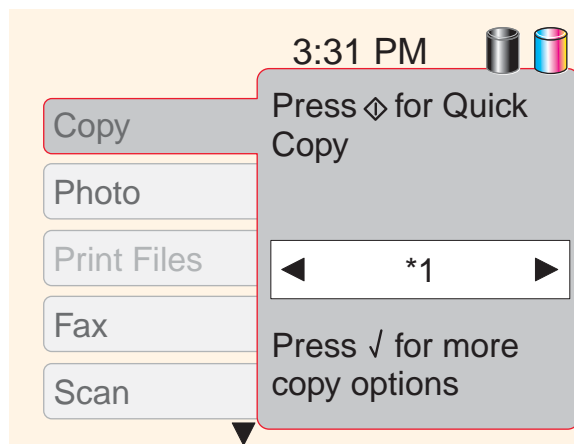 3:31 PM
Copy
Photo
Print Files
Fax
Scan
Press for Quick
Copy
*1
Press √ for more
copy options